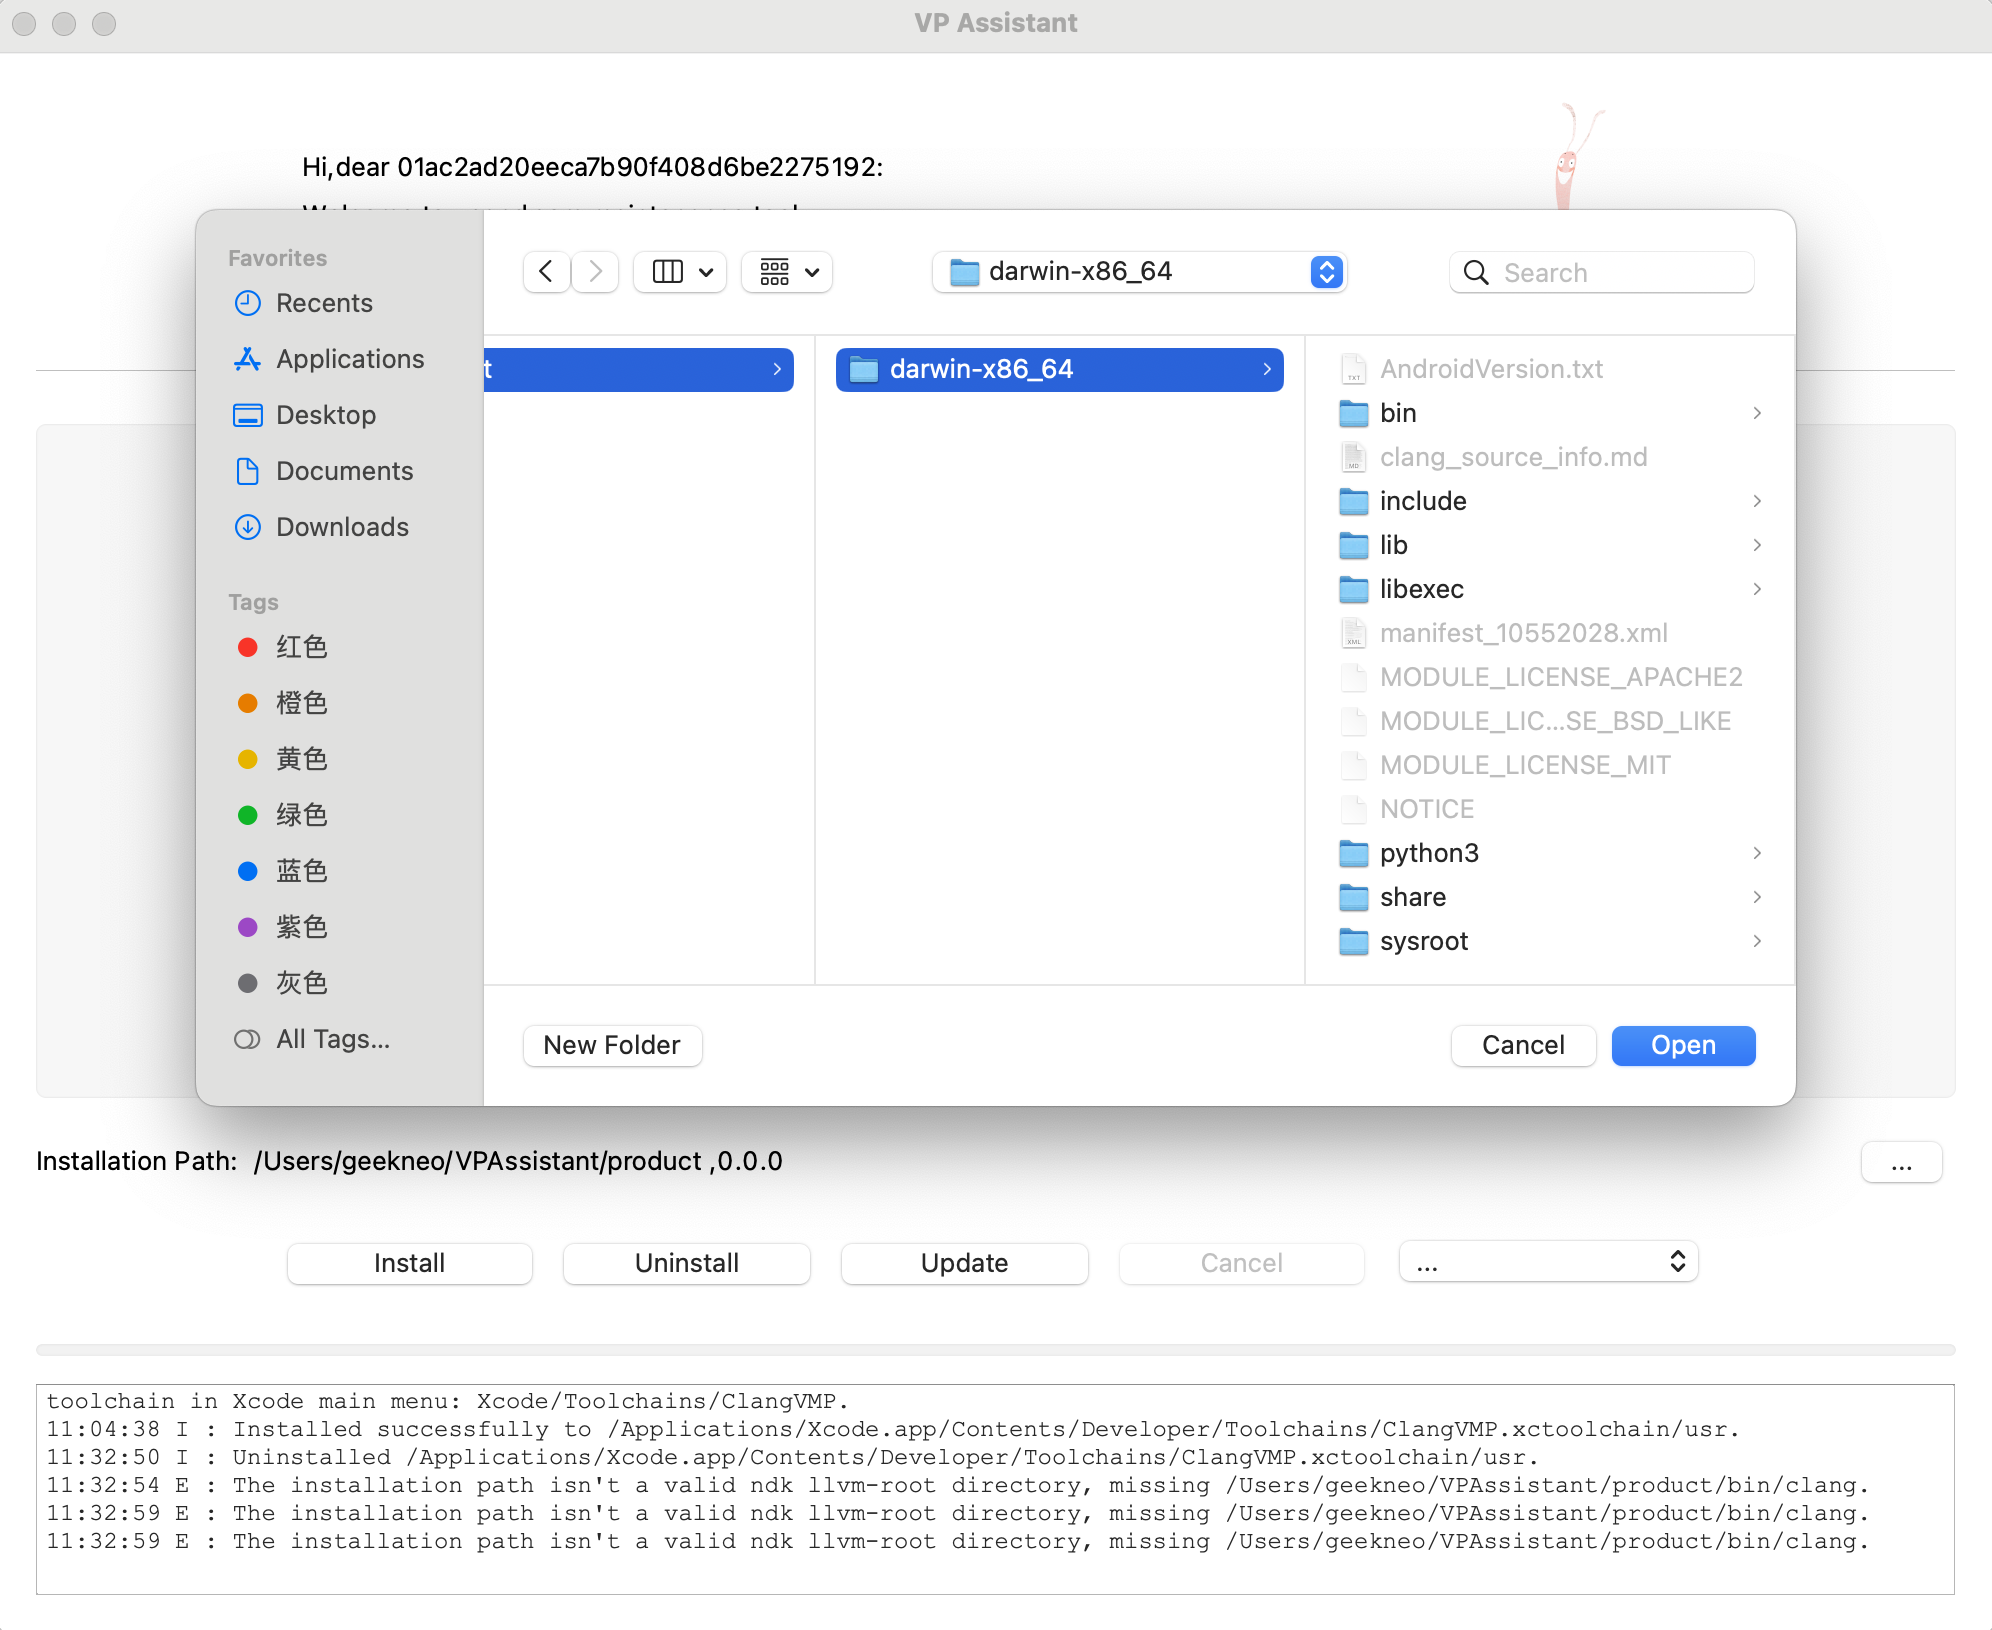 VP Assistant
Hi,dear 01ac2ad20eeca7b90f408d6be2275192:
Favorites
Recents
Applications
Desktop
Documents
Downloads
Tags
红色
橙色
黄色
绿色
蓝色
紫色
灰色
All Tags...
darwin-x86_64
Search
t
darwin-x86_64
AndroidVersion.txt
bin
clang_source_info.md
include
lib
libexec
manifest_10552028.xml
MODULE_LICENSE_APACHE2
MODULE_LIC...SE_BSD_LIKE
MODULE_LICENSE_MIT
NOTICE
python3
share
sysroot
New Folder
Cancel
Open
Installation Path: /Users/geekneo/VPAssistant/product ,0.0.0
...
Install
Uninstall
Update
Cancel
...
toolchain in Xcode main menu: Xcode/Toolchains/ClangVMP.
11:04:38 I : Installed successfully to /Applications/Xcode.app/Contents/Developer/Toolchains/ClangVMP.xctoolchain/usr.
11:32:50 I : Uninstalled /Applications/Xcode.app/Contents/Developer/Toolchains/ClangVMP.xctoolchain/usr.
11:32:54 E : The installation path isn't a valid ndk llvm-root directory, missing /Users/geekneo/VPAssistant/product/bin/clang.
11:32:59 E : The installation path isn't a valid ndk llvm-root directory, missing /Users/geekneo/VPAssistant/product/bin/clang.
11:32:59 E : The installation path isn't a valid ndk llvm-root directory, missing /Users/geekneo/VPAssistant/product/bin/clang.